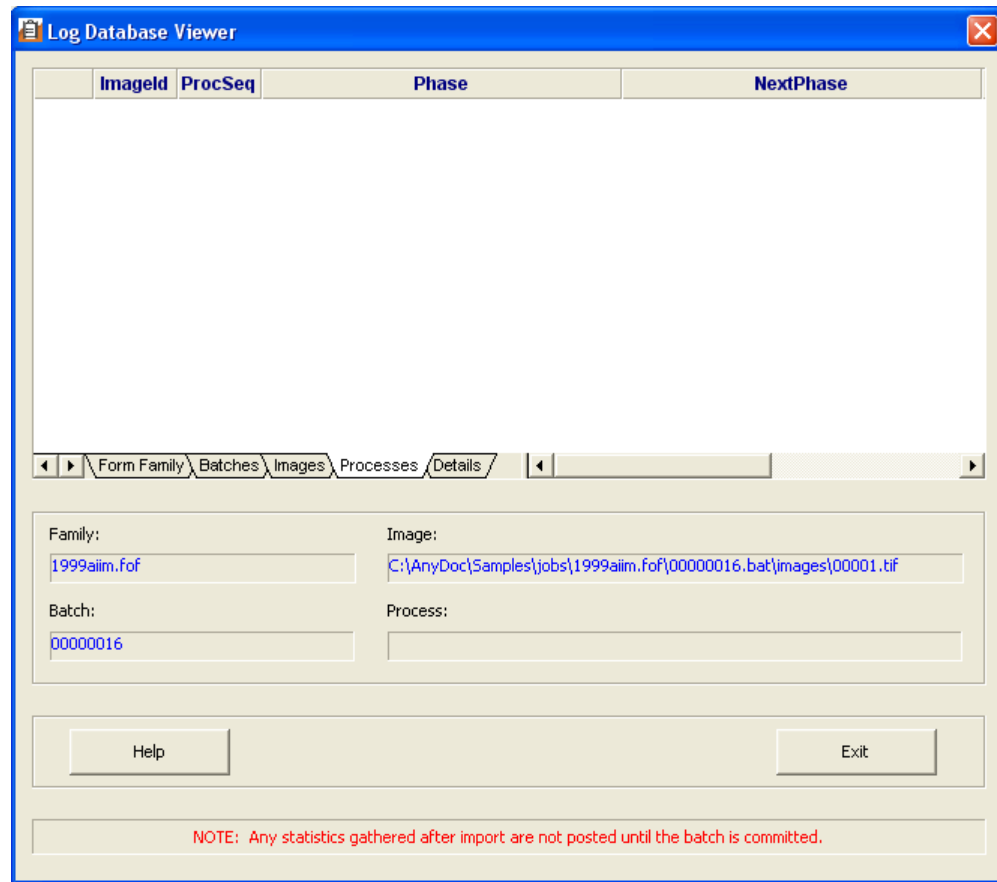 Log Database Viewer
ImageId ProcSeq Phase NextPhase
Form Family Batches Images Processes Details
Family: Image:
1999aiim.fof C:\AnyDoc\Samples\jobs\1999aiim.fof\00000016.bat\images\00001.tif
Batch: Process:
00000016
Help Exit
NOTE: Any statistics gathered after import are not posted until the batch is committed.